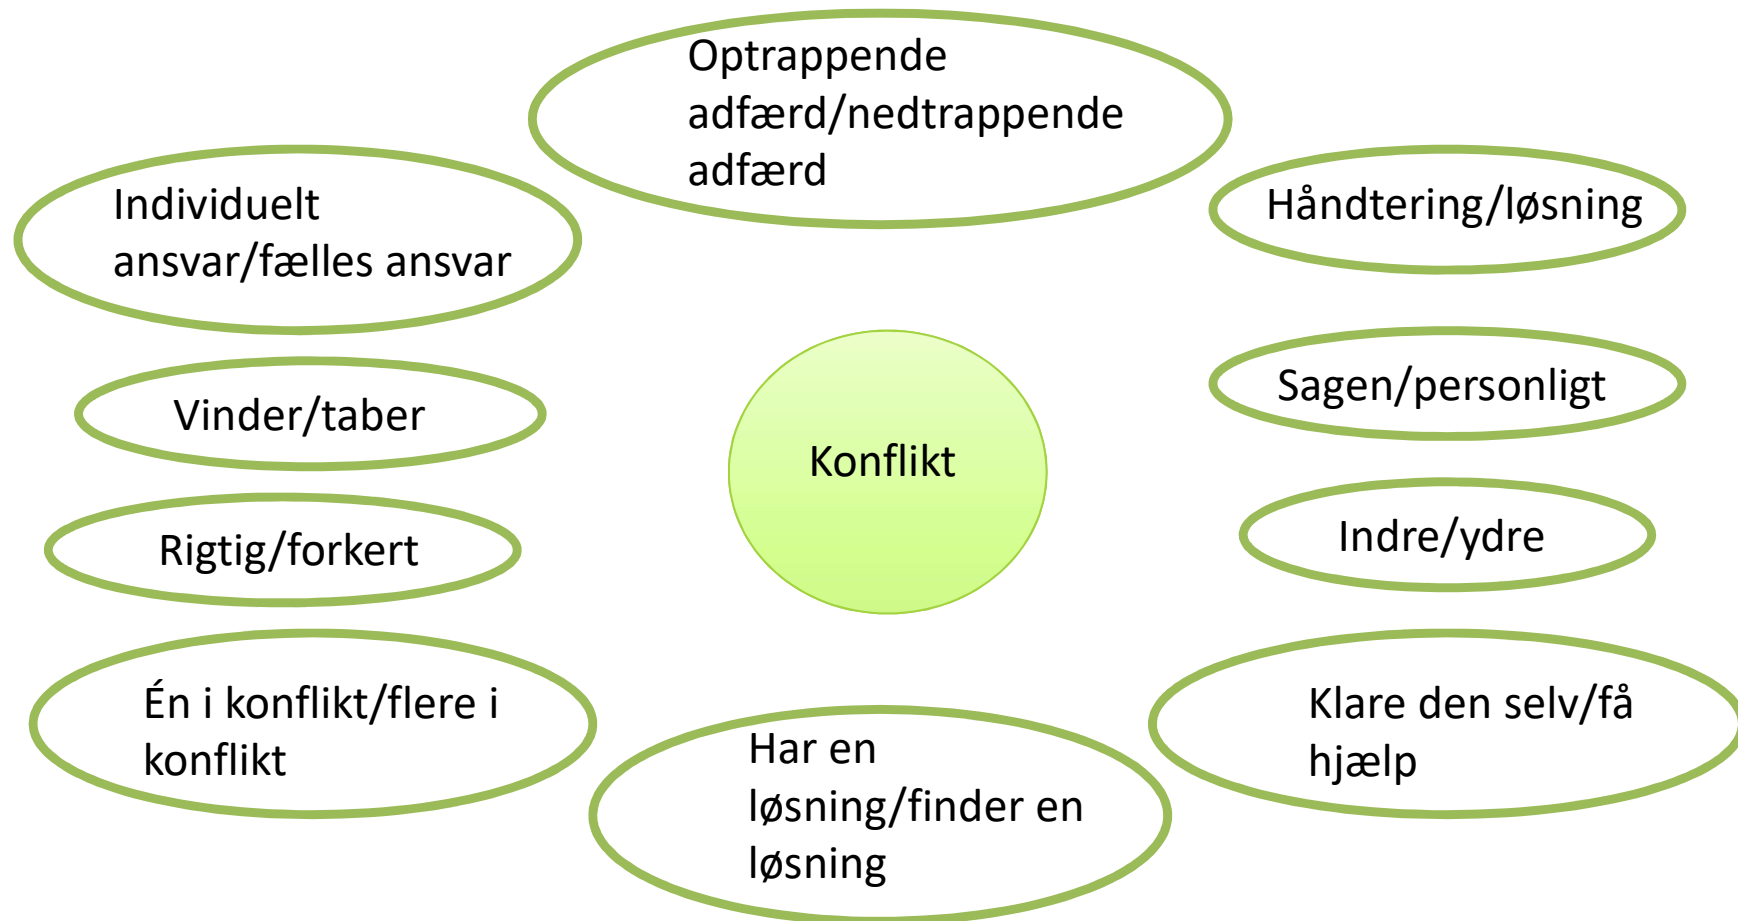 Optrappende
adfærd/nedtrappende
adfærd
Individuelt
ansvar/fælles ansvar
Håndtering/løsning
Vinder/taber
Sagen/personligt
Konflikt
Rigtig/forkert
Indre/ydre
Én i konflikt/flere i
konflikt
Har en
løsning/finder en
løsning
Klare den selv/få
hjælp